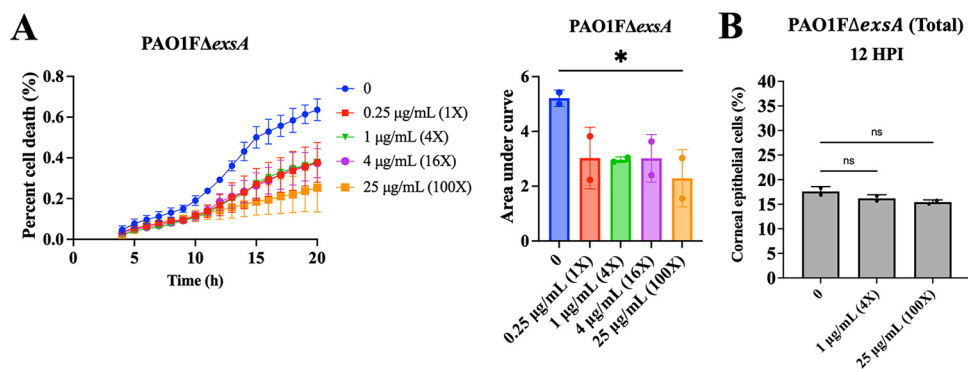 A
PAO1FΔexsA
Percent cell death (%)
0.8
0.6
0.4
0.2
0.0
0
5
10
15
20
Time (h)
0
0.25 µg/mL (1X)
1 µg/mL (4X)
4 µg/mL (16X)
25 µg/mL (100X)
PAO1FΔexsA
*
Area under curve
6
4
2
0
0
0.25 µg/mL (1X)
1 µg/mL (4X)
4 µg/mL (16X)
25 µg/mL (100X)
B
PAO1FΔexsA (Total)
12 HPI
Corneal epithelial cells (%)
40
35
30
25
20
15
10
5
0
ns
ns
0
1 µg/mL (4X)
25 µg/mL (100X)